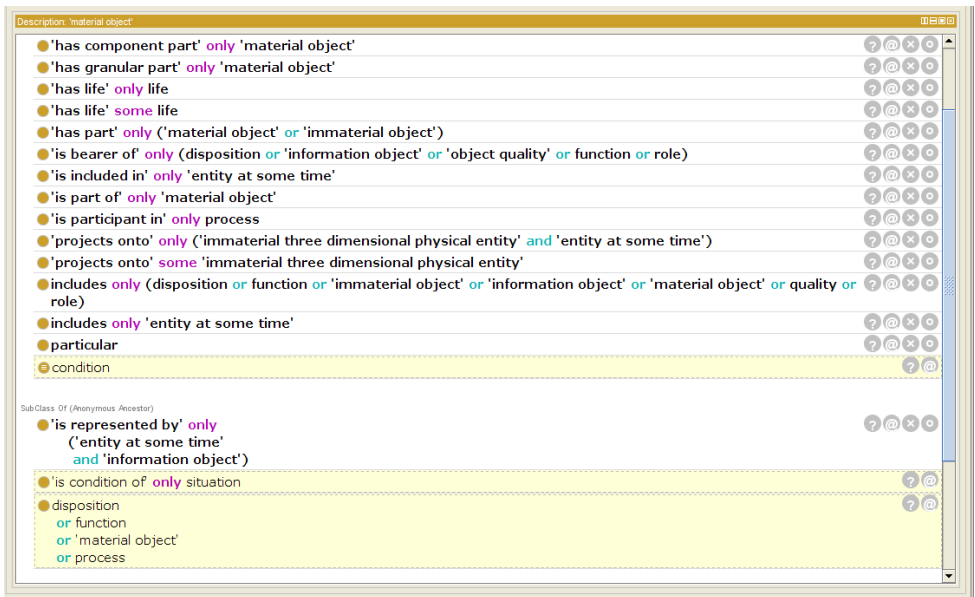 Description: 'material object'
'has component part' only 'material object'
'has granular part' only 'material object'
'has life' only life
'has life' some life
'has part' only ('material object' or 'immaterial object')
'is bearer of' only (disposition or 'information object' or 'object quality' or function or role)
'is included in' only 'entity at some time'
'is part of' only 'material object'
'is participant in' only process
'projects onto' only ('immaterial three dimensional physical entity' and 'entity at some time')
'projects onto' some 'immaterial three dimensional physical entity'
includes only (disposition or function or 'immaterial object' or 'information object' or 'material object' or quality or
role)
includes only 'entity at some time'
particular
condition
SubClass Of (Anonymous Ancestor)
'is represented by' only
('entity at some time'
and 'information object')
'is condition of' only situation
disposition
or function
or 'material object'
or process